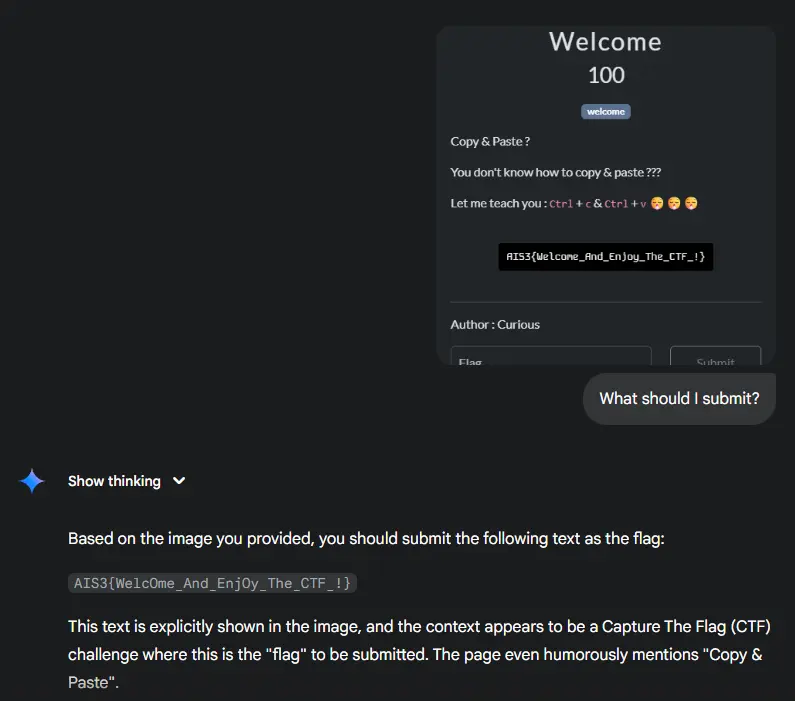 Welcome
100
welcome
Copy & Paste ?
You don't know how to copy & paste ???
Let me teach you : Ctrl + c & Ctrl + v 😴 😴 😴
AIS3{Welcome_And_Enjoy_The_CTF_!}
Author : Curious
Flag
Submit
What should I submit?
Show thinking
Based on the image you provided, you should submit the following text as the flag:
AIS3{WelcOme_And_EnjOy_The_CTF_!}
This text is explicitly shown in the image, and the context appears to be a Capture The Flag (CTF)
challenge where this is the "flag" to be submitted. The page even humorously mentions "Copy &
Paste".